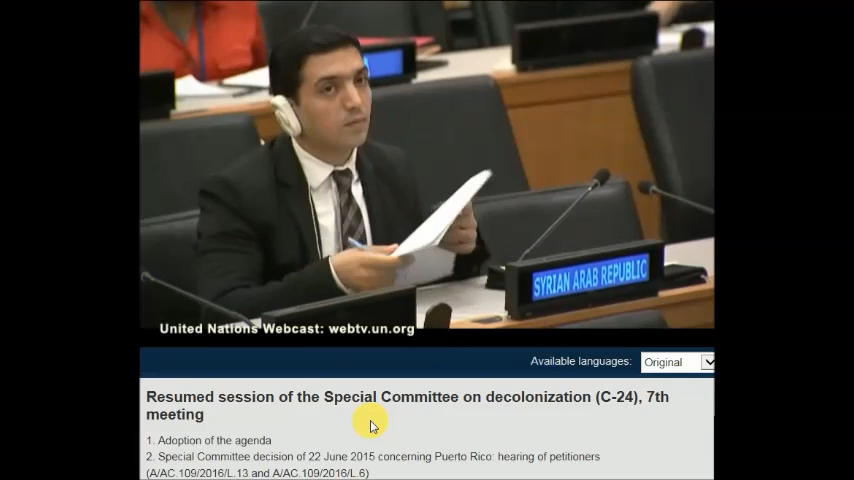 SYRIAN ARAB REPUBLIC
United Nations Webcast: webtv.un.org
Available languages: Original
Resumed session of the Special Committee on decolonization (C-24), 7th
meeting
1. Adoption of the agenda
2. Special Committee decision of 22 June 2015 concerning Puerto Rico: hearing of petitioners
(A/AC.109/2016/L.13 and A/AC.109/2016/L.6)